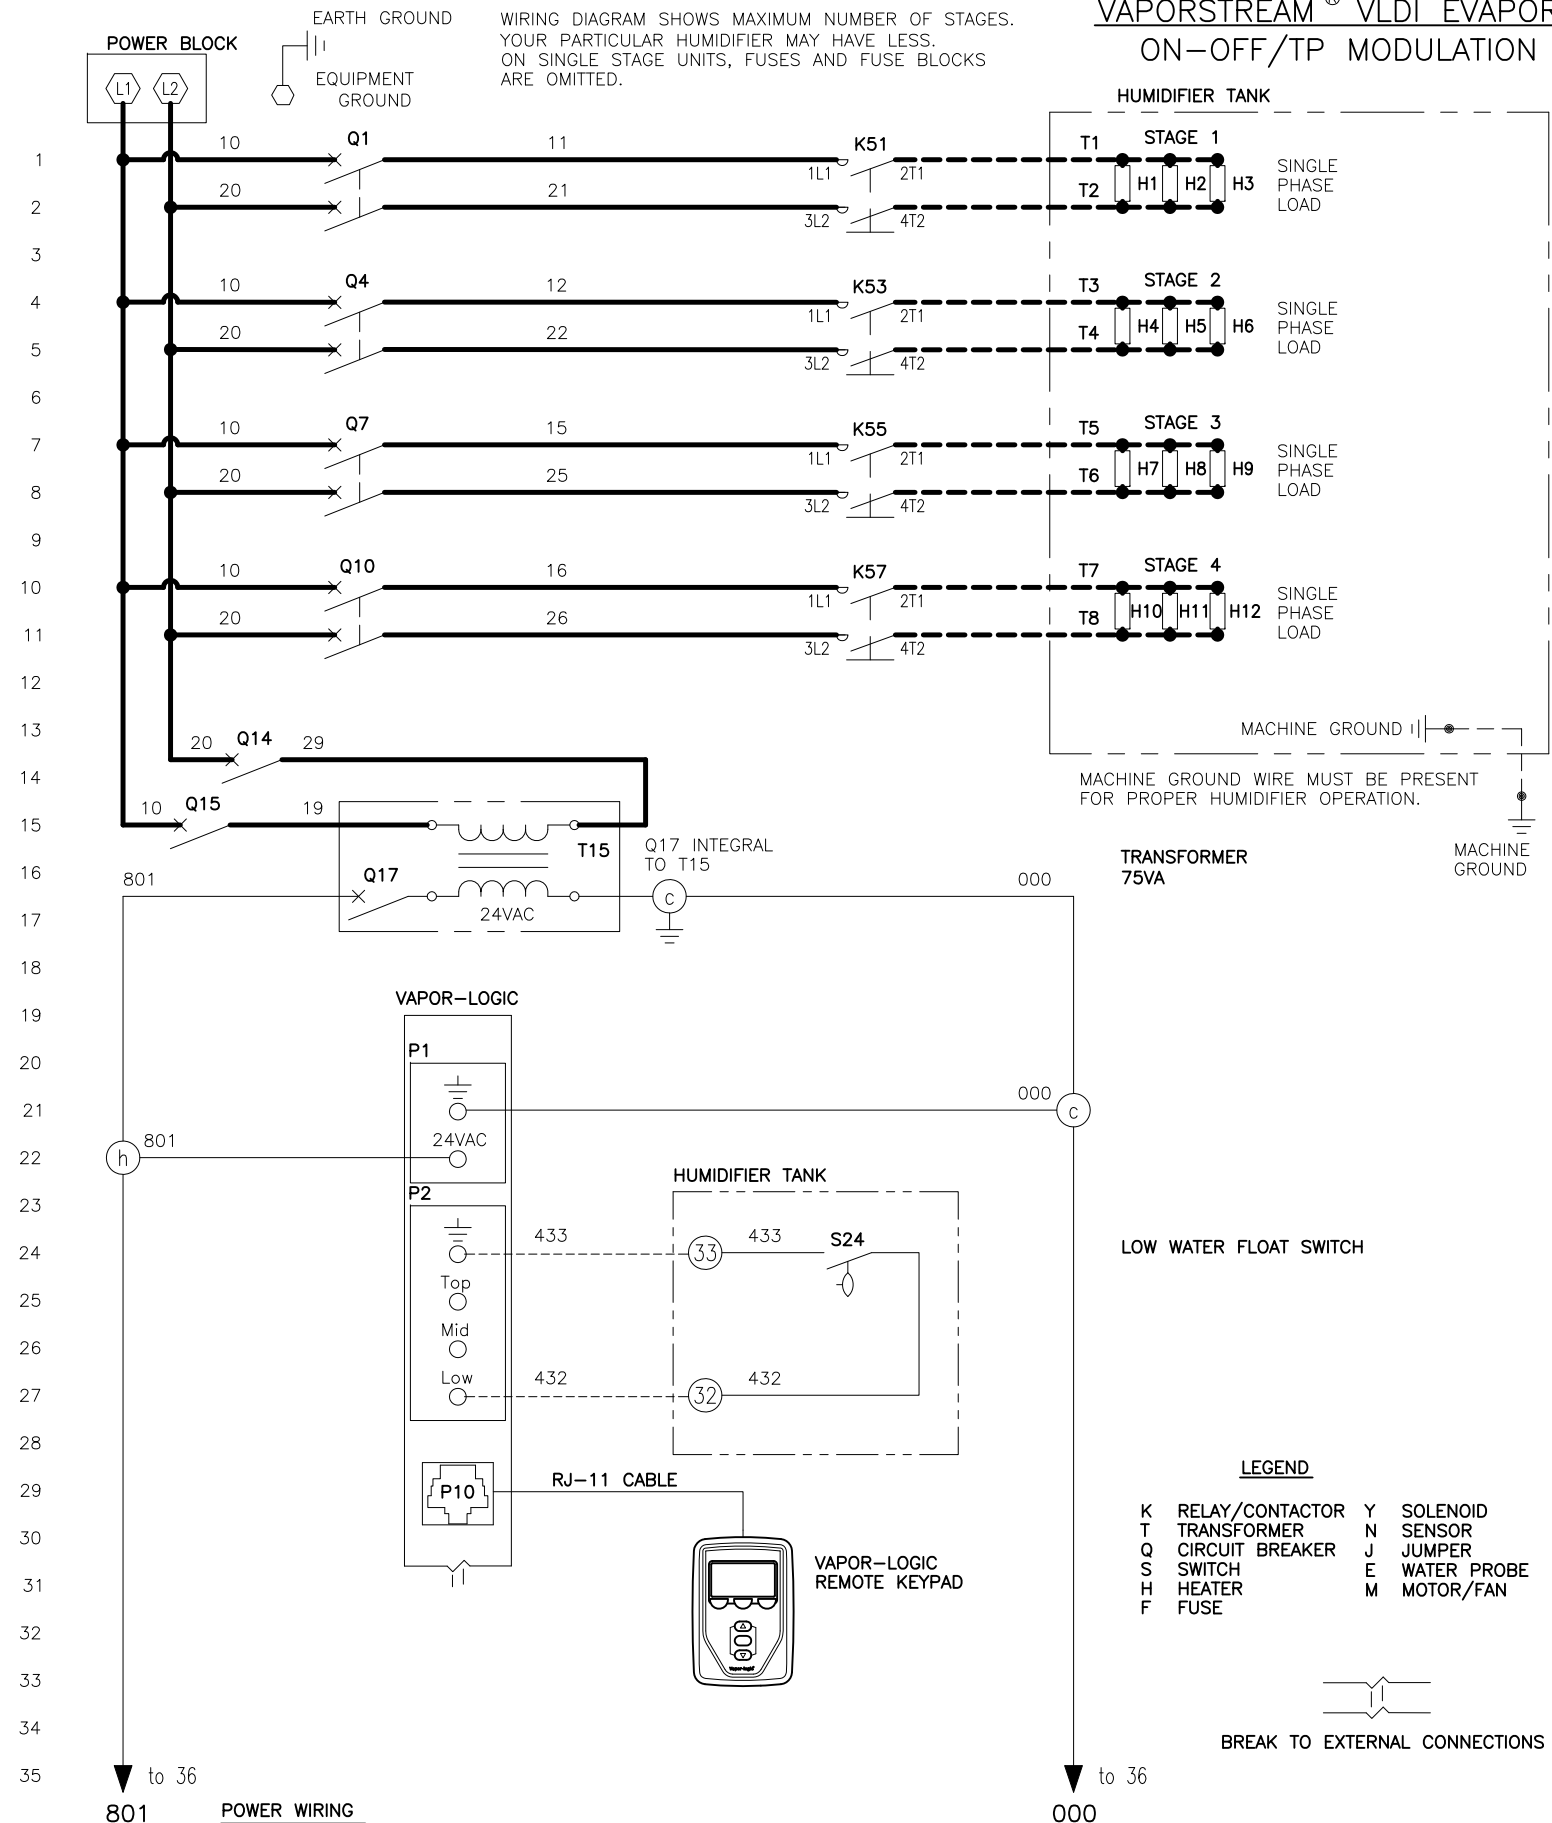 EARTH GROUND
WIRING DIAGRAM SHOWS MAXIMUM NUMBER OF STAGES.
YOUR PARTICULAR HUMIDIFIER MAY HAVE LESS.
ON SINGLE STAGE UNITS, FUSES AND FUSE BLOCKS
ARE OMITTED.
VAPORSTREAM ® VLDI EVAPOR
ON-OFF/TP MODULATION
POWER BLOCK
L1 L2
EQUIPMENT
GROUND
HUMIDIFIER TANK
1 10 Q1 11 K51 T1 STAGE 1
1L1 2T1
20 21 T2 H1 H2 H3
SINGLE
PHASE
LOAD
2 3L2 4T2
3
4 10 Q4 12 K53 T3 STAGE 2
1L1 2T1
20 22 T4 H4 H5 H6
SINGLE
PHASE
LOAD
5 3L2 4T2
6
7 10 Q7 15 K55 T5 STAGE 3
1L1 2T1
20 25 T6 H7 H8 H9
SINGLE
PHASE
LOAD
8 3L2 4T2
9
10 10 Q10 16 K57 T7 STAGE 4
1L1 2T1
20 26 T8 H10 H11 H12
SINGLE
PHASE
LOAD
11 3L2 4T2
12
13 20 Q14 29
MACHINE GROUND
14
MACHINE GROUND WIRE MUST BE PRESENT
FOR PROPER HUMIDIFIER OPERATION.
15 10 Q15 19
T15
Q17 INTEGRAL
TO T15
TRANSFORMER
75VA
MACHINE
GROUND
16 801 Q17 000
c
17 24VAC
18
19
VAPOR-LOGIC
20 P1
21 000 c
24VAC
22 h 801
HUMIDIFIER TANK
23 P2
24 433 33 433 S24
LOW WATER FLOAT SWITCH
25 Top
26 Mid
27 Low 432 32 432
28
29 P10 RJ-11 CABLE
LEGEND
K RELAY/CONTACTOR Y SOLENOID
T TRANSFORMER N SENSOR
Q CIRCUIT BREAKER J JUMPER
S SWITCH E WATER PROBE
H HEATER M MOTOR/FAN
F FUSE
30
VAPOR-LOGIC
REMOTE KEYPAD
31
32
Vapor-logic
33
34
BREAK TO EXTERNAL CONNECTIONS
35 to 36 to 36
801 POWER WIRING 000